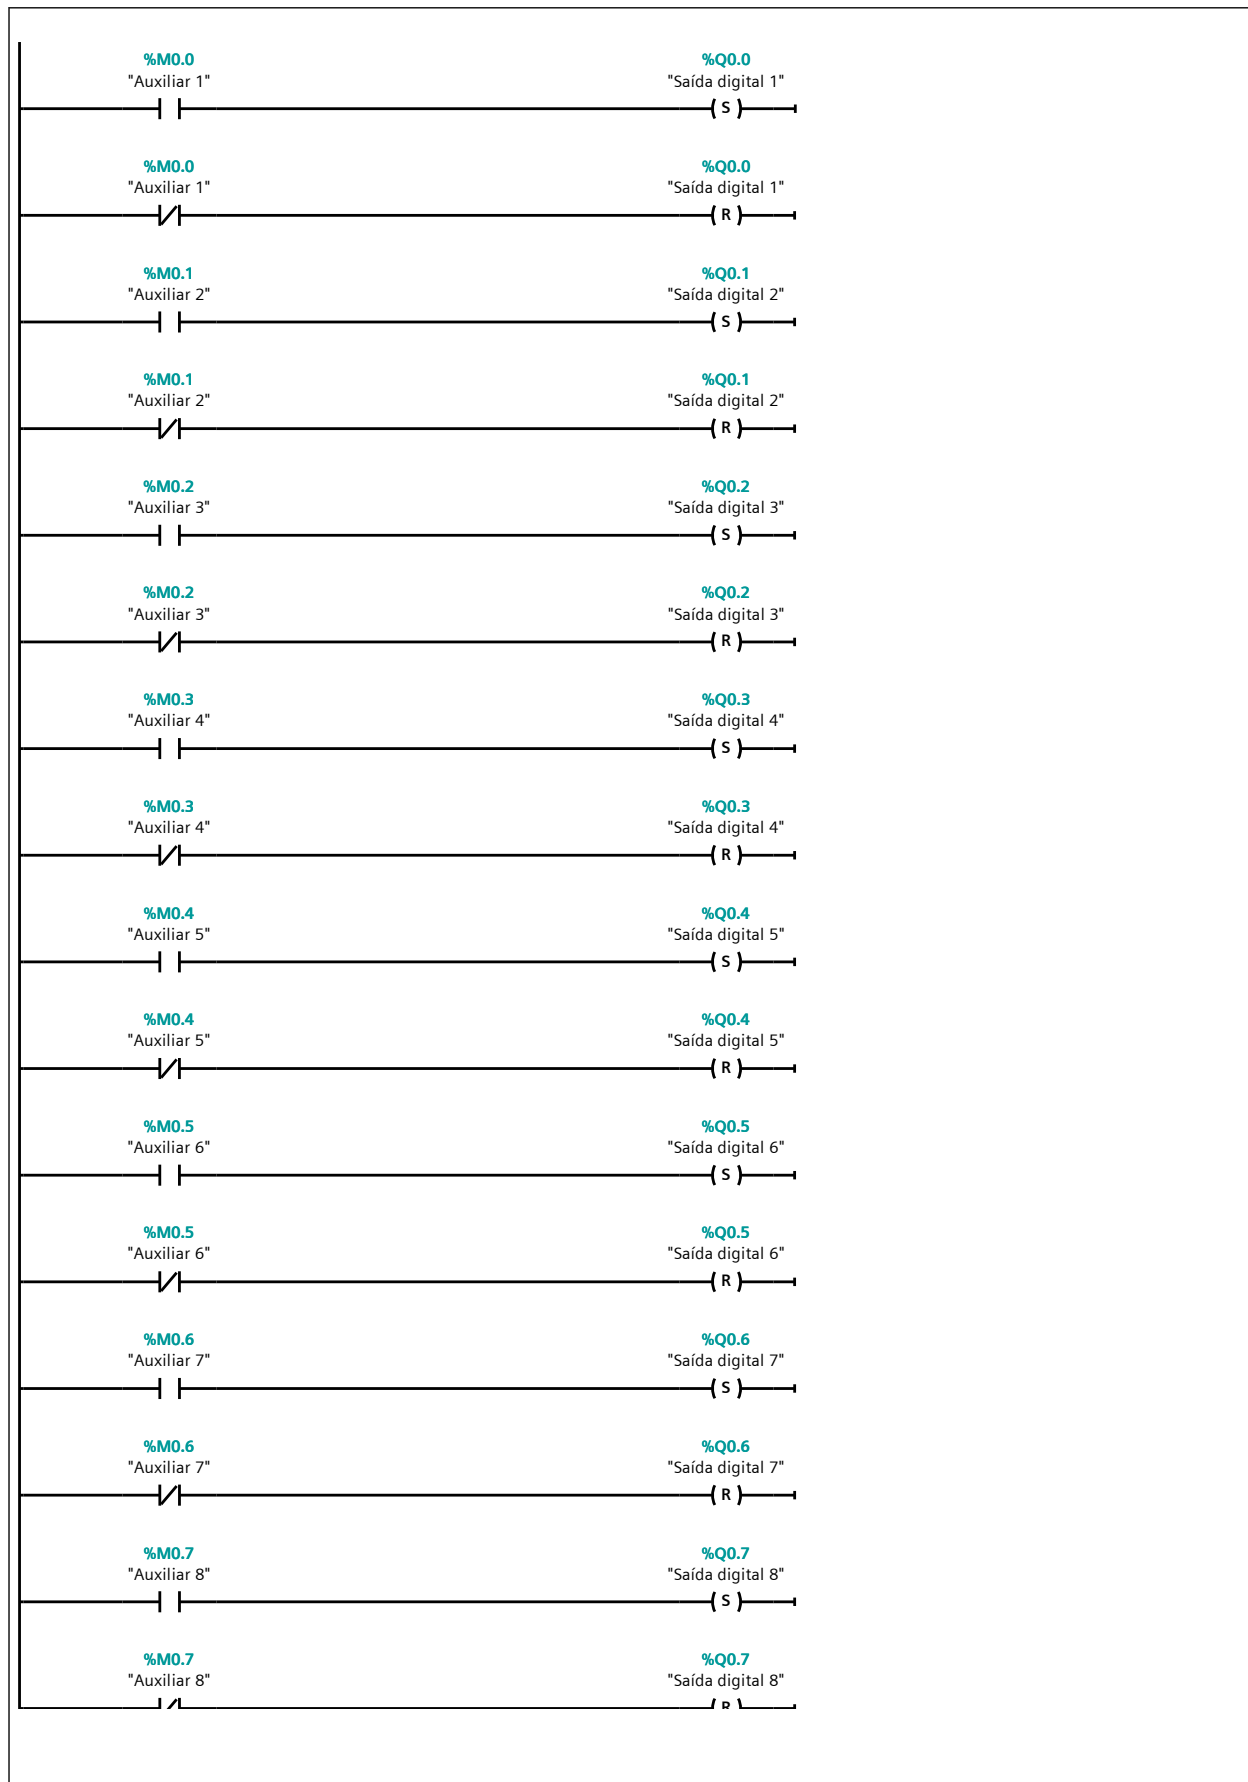 %M0.0 %Q0.0
"Auxiliar 1" "Saída digital 1"
S
%M0.0 %Q0.0
"Auxiliar 1" "Saída digital 1"
R
%M0.1 %Q0.1
"Auxiliar 2" "Saída digital 2"
S
%M0.1 %Q0.1
"Auxiliar 2" "Saída digital 2"
R
%M0.2 %Q0.2
"Auxiliar 3" "Saída digital 3"
S
%M0.2 %Q0.2
"Auxiliar 3" "Saída digital 3"
R
%M0.3 %Q0.3
"Auxiliar 4" "Saída digital 4"
S
%M0.3 %Q0.3
"Auxiliar 4" "Saída digital 4"
R
%M0.4 %Q0.4
"Auxiliar 5" "Saída digital 5"
S
%M0.4 %Q0.4
"Auxiliar 5" "Saída digital 5"
R
%M0.5 %Q0.5
"Auxiliar 6" "Saída digital 6"
S
%M0.5 %Q0.5
"Auxiliar 6" "Saída digital 6"
R
%M0.6 %Q0.6
"Auxiliar 7" "Saída digital 7"
S
%M0.6 %Q0.6
"Auxiliar 7" "Saída digital 7"
R
%M0.7 %Q0.7
"Auxiliar 8" "Saída digital 8"
S
%M0.7 %Q0.7
"Auxiliar 8" "Saída digital 8"
R